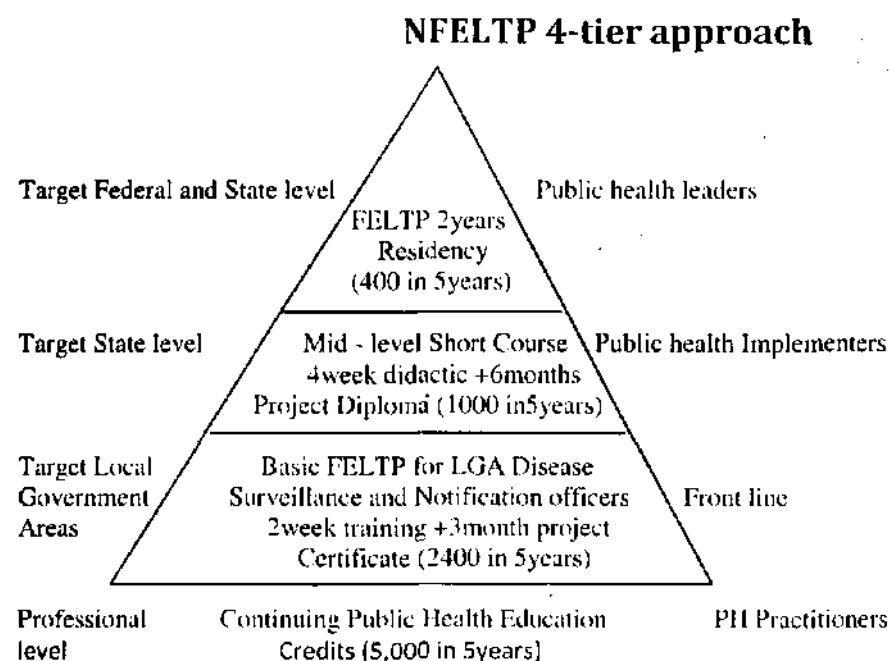 NFELTP 4-tier approach
Target Federal and State level
FELTP 2years
Residency
(400 in 5years)
Public health leaders
Target State level
Mid - level Short Course
4week didactic +6months
Project Diploma (1000 in5years)
Public health Implementers
Target Local
Government
Areas
Basic FELTP for LGA Disease
Surveillance and Notification officers
2week training +3month project
Certificate (2400 in 5years)
Front line
Professional
level
Continuing Public Health Education
Credits (5,000 in 5years)
PH Practitioners